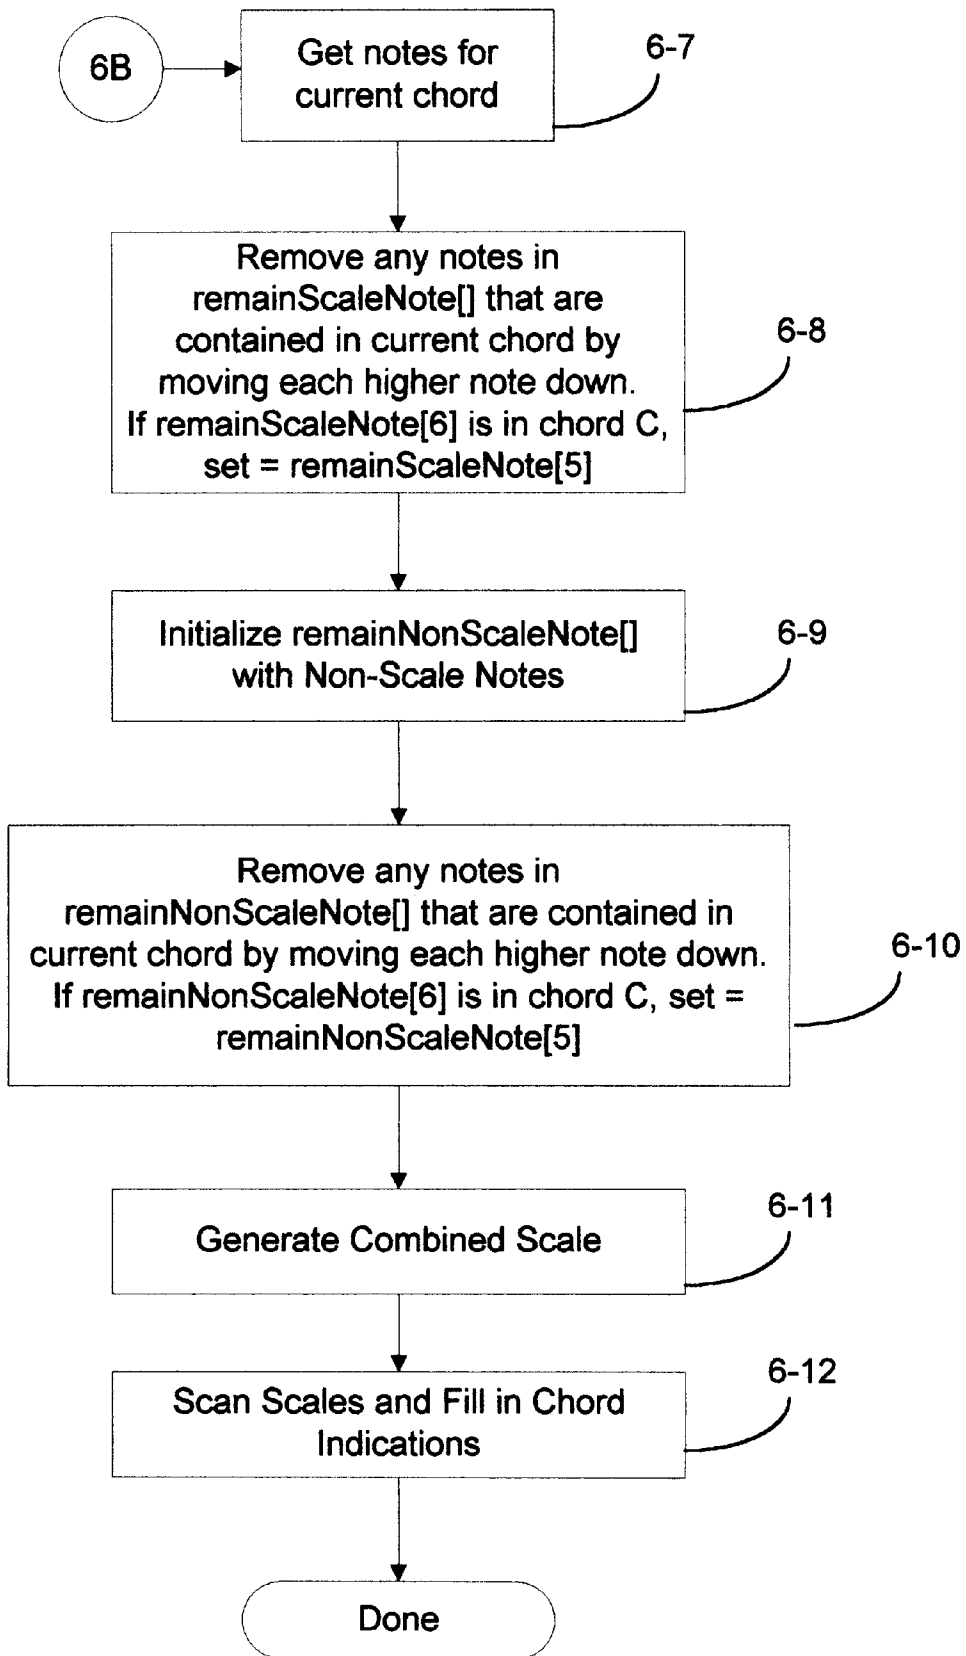 6B
Get notes for
current chord
6-7
Remove any notes in
remainScaleNote[] that are
contained in current chord by
moving each higher note down.
If remainScaleNote[6] is in chord C,
set = remainScaleNote[5]
6-8
Initialize remainNonScaleNote[]
with Non-Scale Notes
6-9
Remove any notes in
remainNonScaleNote[] that are contained in
current chord by moving each higher note down.
If remainNonScaleNote[6] is in chord C, set =
remainNonScaleNote[5]
6-10
Generate Combined Scale
6-11
Scan Scales and Fill in Chord
Indications
6-12
Done